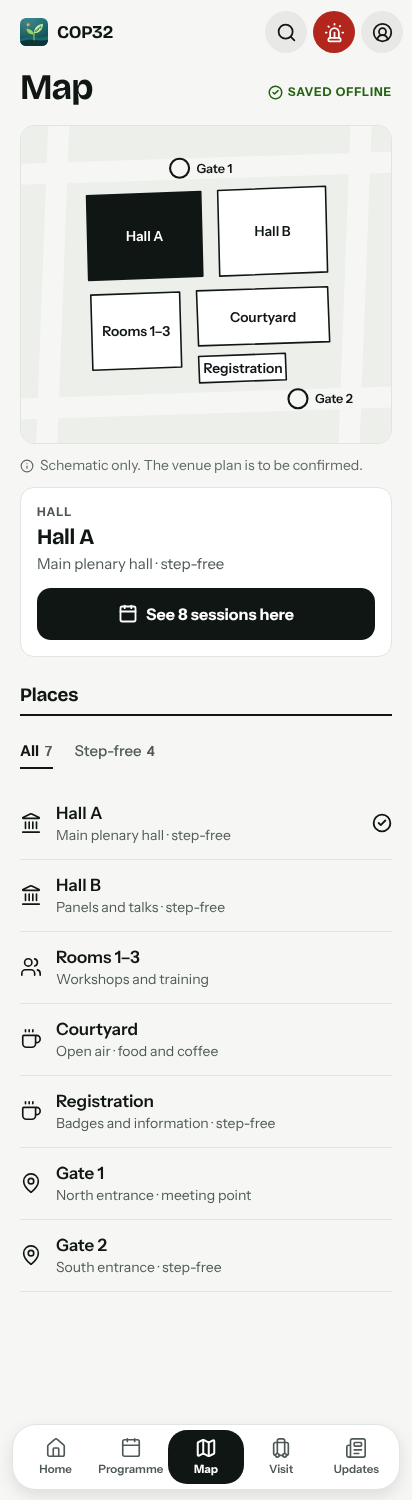 COP32
Map
SAVED OFFLINE
Gate 1
Hall A
Hall B
Rooms 1–3
Courtyard
Registration
Gate 2
Schematic only. The venue plan is to be confirmed.
HALL
Hall A
Main plenary hall · step-free
See 8 sessions here
Places
All 7
Step-free 4
Hall A
Main plenary hall · step-free
Hall B
Panels and talks · step-free
Rooms 1–3
Workshops and training
Courtyard
Open air · food and coffee
Registration
Badges and information · step-free
Gate 1
North entrance · meeting point
Gate 2
South entrance · step-free
Home
Programme
Map
Visit
Updates